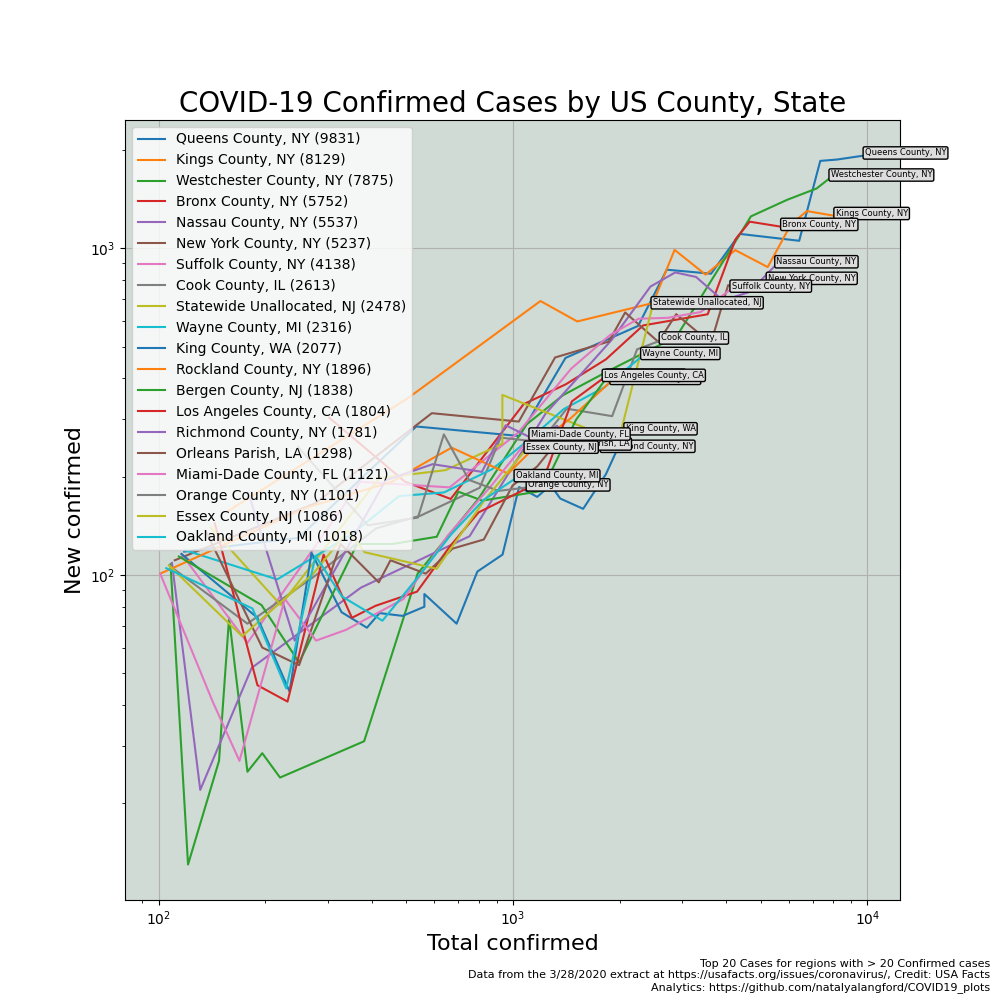 COVID-19 Confirmed Cases by US County, State
Queens County, NY (9831)
Kings County, NY (8129)
Westchester County, NY (7875)
Bronx County, NY (5752)
Nassau County, NY (5537)
New York County, NY (5237)
Suffolk County, NY (4138)
Cook County, IL (2613)
Statewide Unallocated, NJ (2478)
Wayne County, MI (2316)
King County, WA (2077)
Rockland County, NY (1896)
Bergen County, NJ (1838)
Los Angeles County, CA (1804)
Richmond County, NY (1781)
Orleans Parish, LA (1298)
Miami-Dade County, FL (1121)
Orange County, NY (1101)
Essex County, NJ (1086)
Oakland County, MI (1018)
Queens County, NY
Westchester County, NY
Kings County, NY
Bronx County, NY
Nassau County, NY
New York County, NY
Suffolk County, NY
Statewide Unallocated, NJ
Cook County, IL
Wayne County, MI
Los Angeles County, CA
King County, WA
Miami-Dade County, FL
Essex County, NJ
County, NY
Oakland County, MI
Orange County, NY
10³
10²
New confirmed
10² 10³ 10⁴
Total confirmed
Top 20 Cases for regions with > 20 Confirmed cases
Data from the 3/28/2020 extract at https://usafacts.org/issues/coronavirus/, Credit: USA Facts
Analytics: https://github.com/natalyalangford/COVID19_plots